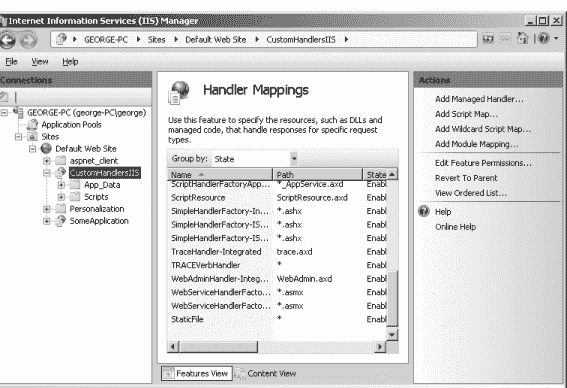 Internet Information Services (IIS) Manager
GEORGE-PC Sites Default Web Site CustomHandlersIIS
File View Help
Connections
GEORGE-PC (george-PC\george)
Application Pools
Sites
Default Web Site
aspnet_client
CustomHandlersIIS
App_Data
Scripts
Personalization
SomeApplication
Handler Mappings
Use this feature to specify the resources, such as DLLs and
managed code, that handle responses for specific request
types.
Group by: State
Name Path State
ScriptHandlerFactoryApp... *_AppService.axd Enabl
ScriptResource ScriptResource.axd Enabl
SimpleHandlerFactory-In... *.ashx Enabl
SimpleHandlerFactory-IS... *.ashx Enabl
SimpleHandlerFactory-IS... *.ashx Enabl
TraceHandler-Integrated trace.axd Enabl
TRACEVerbHandler * Enabl
WebAdminHandler-Integ... WebAdmin.axd Enabl
WebServiceHandlerFacto... *.asmx Enabl
WebServiceHandlerFacto... *.asmx Enabl
StaticFile * Enabl
Features View Content View
Actions
Add Managed Handler...
Add Script Map...
Add Wildcard Script Map...
Add Module Mapping...
Edit Feature Permissions...
Revert To Parent
View Ordered List...
Help
Online Help